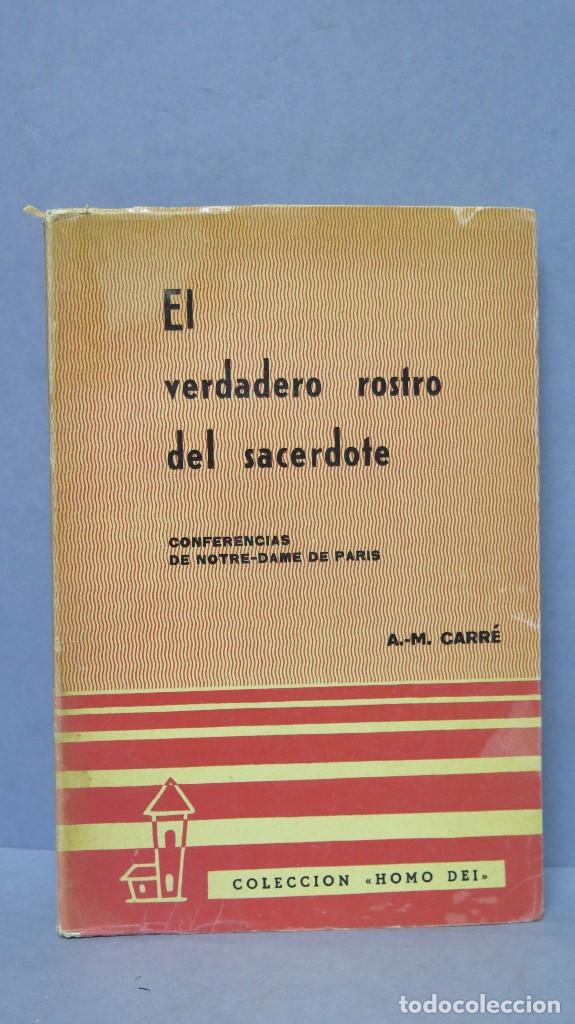 El
verdadero rostro
del sacerdote
CONFERENCIAS
DE NOTRE-DAME DE PARIS
A.-M. CARRÉ
COLECCION «HOMO DEI»
todocoleccion